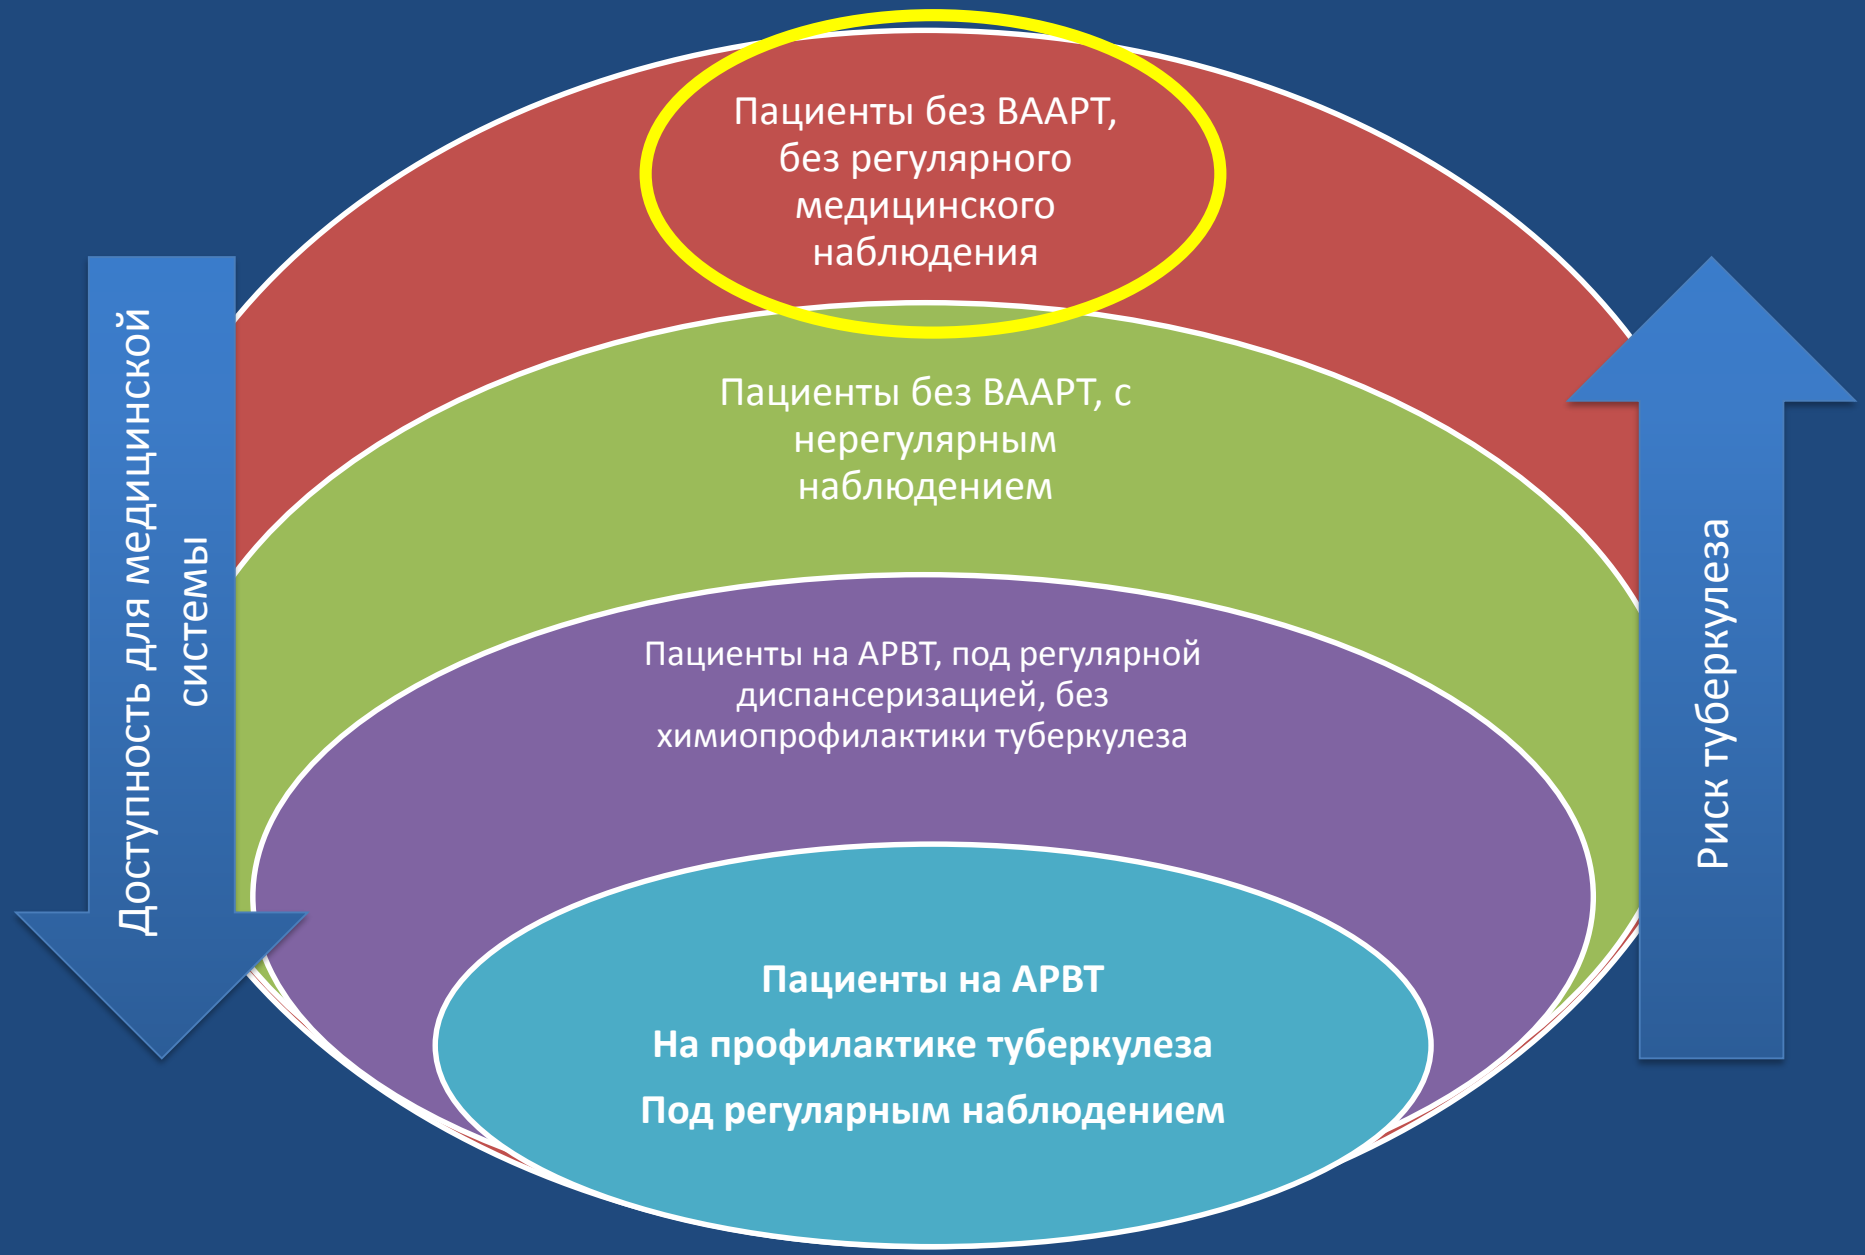 Пациенты без ВААРТ,
без регулярного
медицинского
наблюдения
Пациенты без ВААРТ, с
нерегулярным
наблюдением
Пациенты на АРВТ, под регулярной
диспансеризацией, без
химиопрофилактики туберкулеза
Пациенты на АРВТ
На профилактике туберкулеза
Под регулярным наблюдением
Доступность для медицинской
системы
Риск туберкулеза